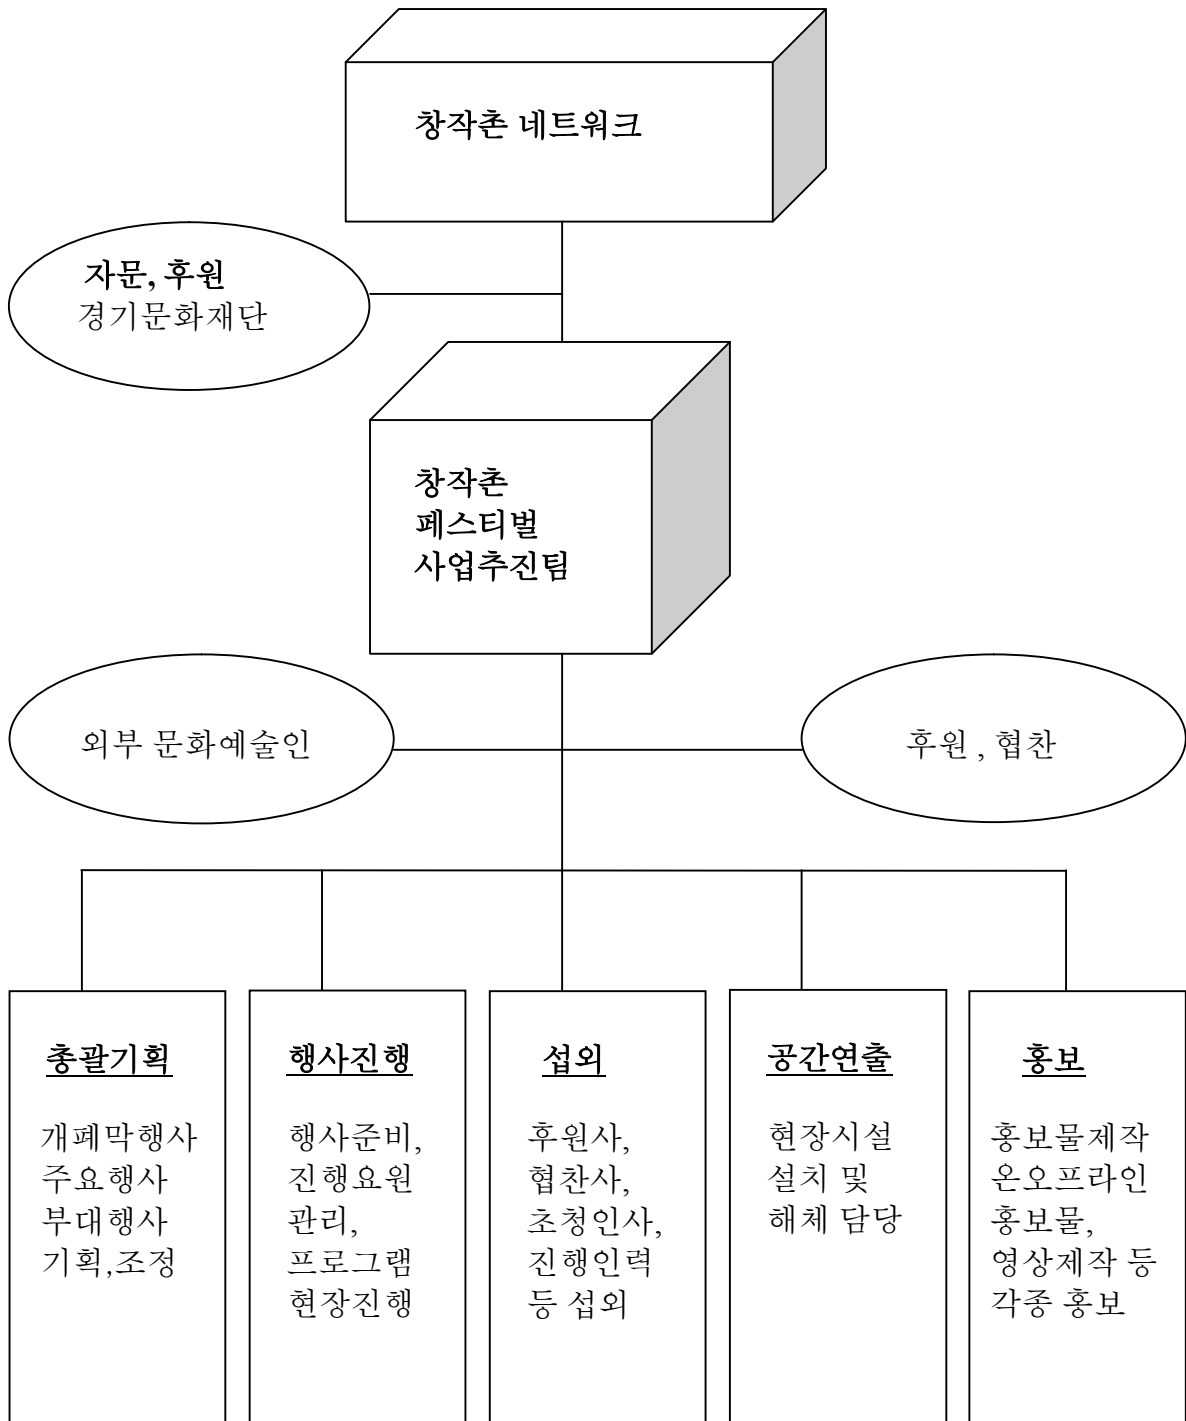 창작촌 네트워크
자문, 후원
경기문화재단
창작촌
페스티벌
사업추진팀
외부 문화예술인
후원 , 협찬
총괄기획
개폐막행사
주요행사
부대행사
기획,조정
행사진행
행사준비,
진행요원
관리,
프로그램
현장진행
섭외
후원사,
협찬사,
초청인사,
진행인력
등 섭외
공간연출
현장시설
설치 및
해체 담당
홍보
홍보물제작
온오프라인
홍보물,
영상제작 등
각종 홍보